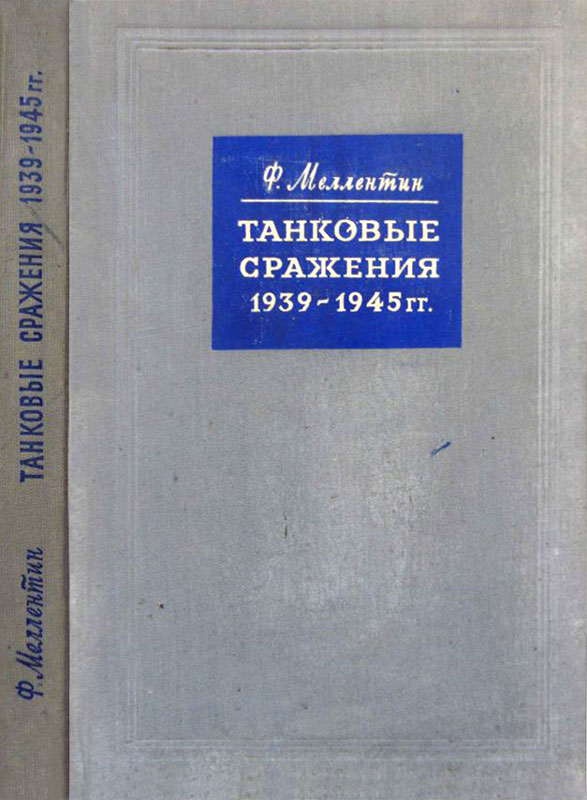 Ф. Меллентин ТАНКОВЫЕ СРАЖЕНИЯ 1939-1945 гг.
Ф. Меллентин
ТАНКОВЫЕ
СРАЖЕНИЯ
1939-1945 гг.